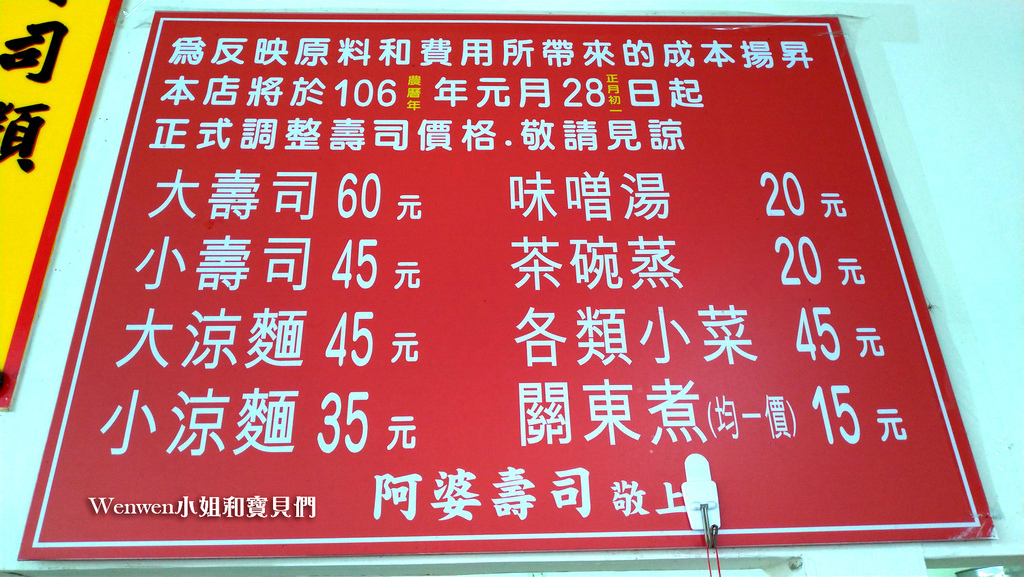 司類
為反映原料和費用所帶來的成本揚昇
本店將於106農曆年年元月28正月初一日起
正式調整壽司價格.敬請見諒
大壽司 60 元
小壽司 45 元
大涼麵 45 元
小涼麵 35 元
味噌湯 20 元
茶碗蒸 20 元
各類小菜 45 元
關東煮(均一價) 15 元
阿婆壽司 敬上
Wenwen小姐和寶貝們